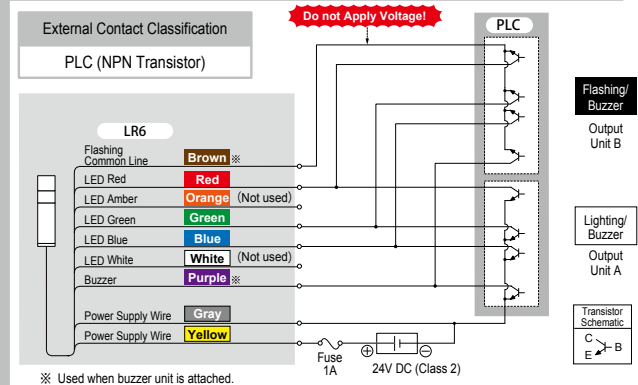 External Contact Classification
PLC (NPN Transistor)
Do not Apply Voltage!
PLC
LR6
Flashing
Common Line Brown ※
LED Red Red
LED Amber Orange (Not used)
LED Green Green
LED Blue Blue
LED White White (Not used)
Buzzer Purple ※
Power Supply Wire Gray
Power Supply Wire Yellow
Fuse
1A
⊕ ⊖
24V DC (Class 2)
※ Used when buzzer unit is attached.
Flashing/
Buzzer
Output
Unit B
Lighting/
Buzzer
Output
Unit A
Transistor
Schematic
C
B
E